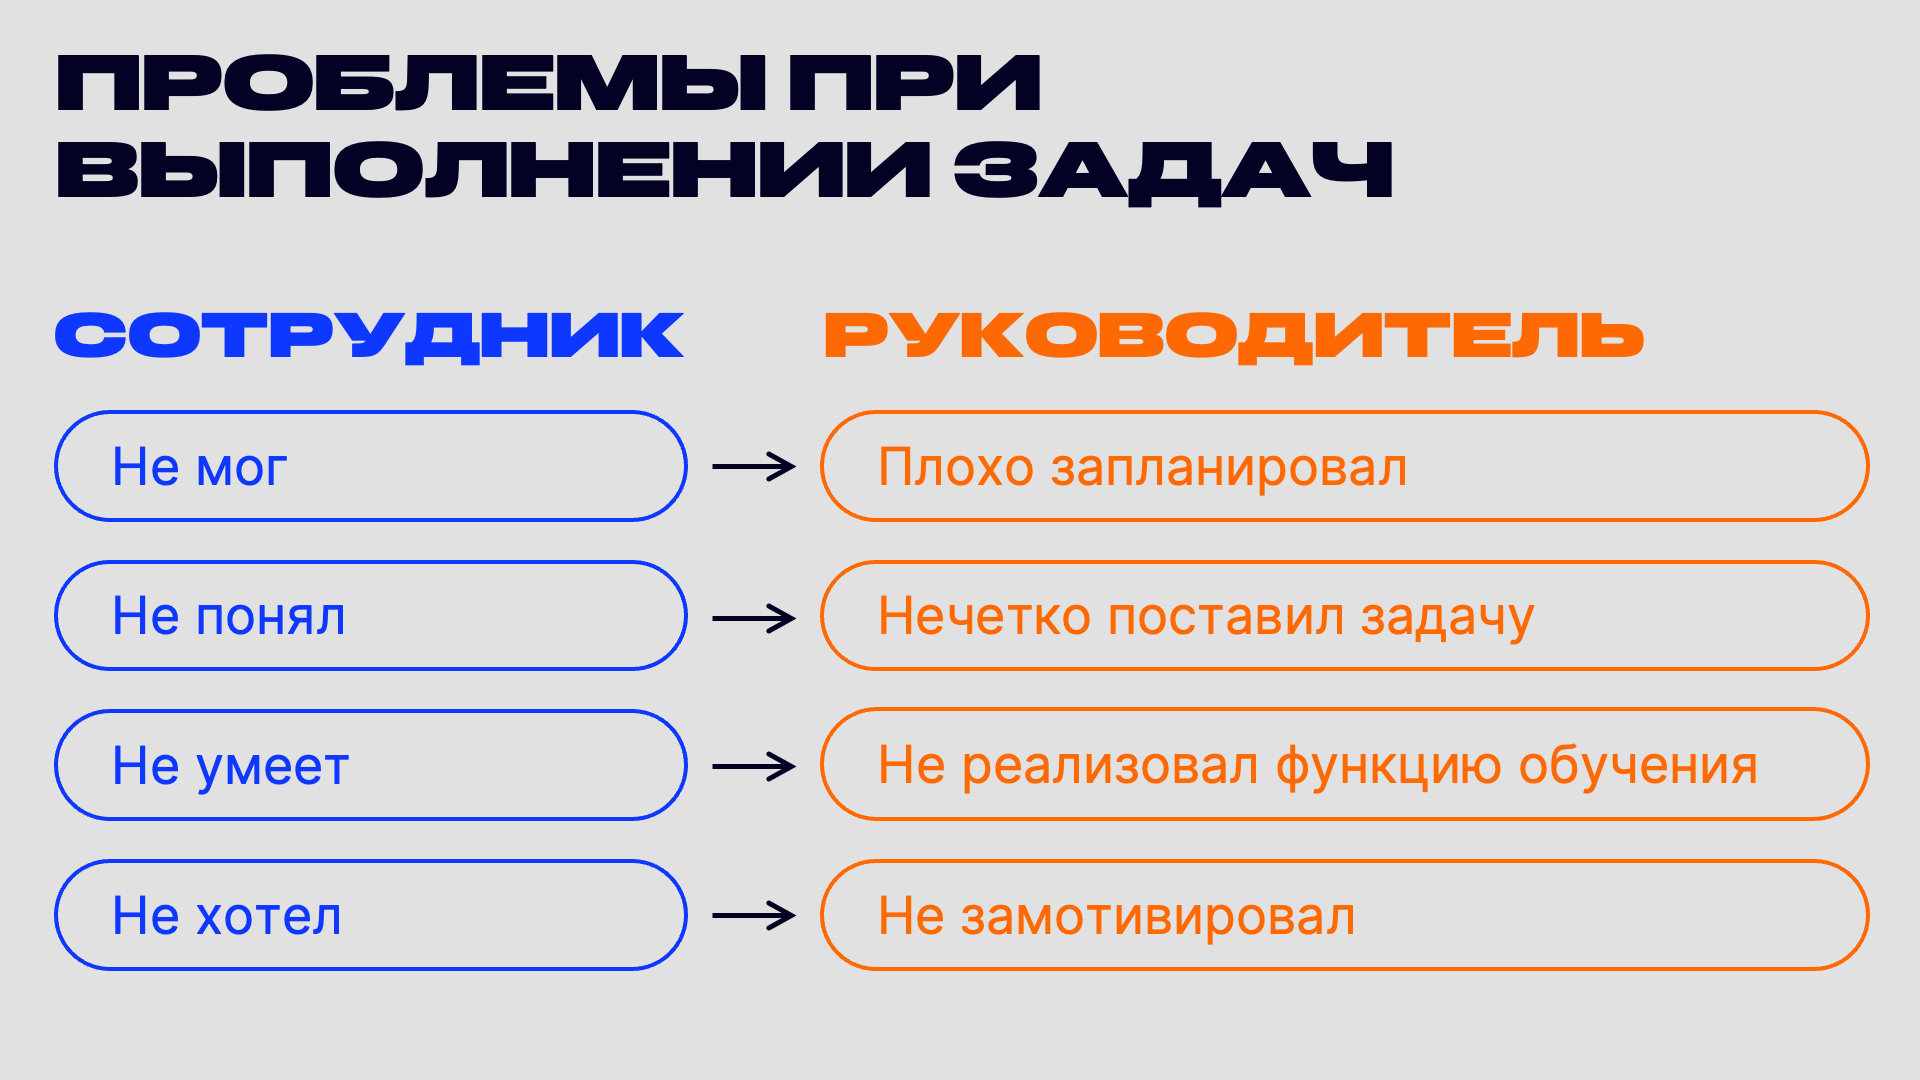 ПРОБЛЕМЫ ПРИ
ВЫПОЛНЕНИИ ЗАДАЧ
СОТРУДНИК
РУКОВОДИТЕЛЬ
Не мог
Плохо запланировал
Не понял
Нечетко поставил задачу
Не умеет
Не реализовал функцию обучения
Не хотел
Не замотивировал